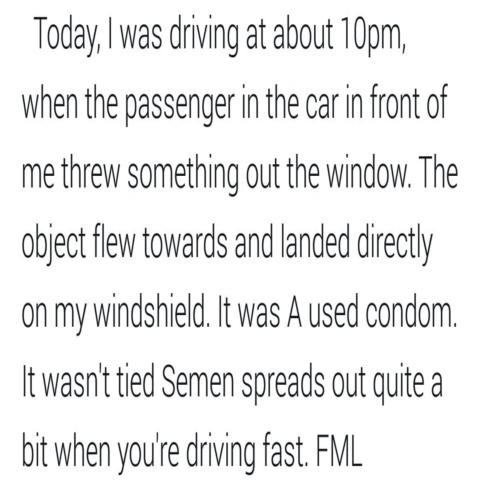 Today, I was driving at about 10pm,
when the passenger in the car in front of
me threw something out the window. The
object flew towards and landed directly
on my windshield. It was A used condom.
It wasn't tied Semen spreads out quite a
bit when you're driving fast. FML